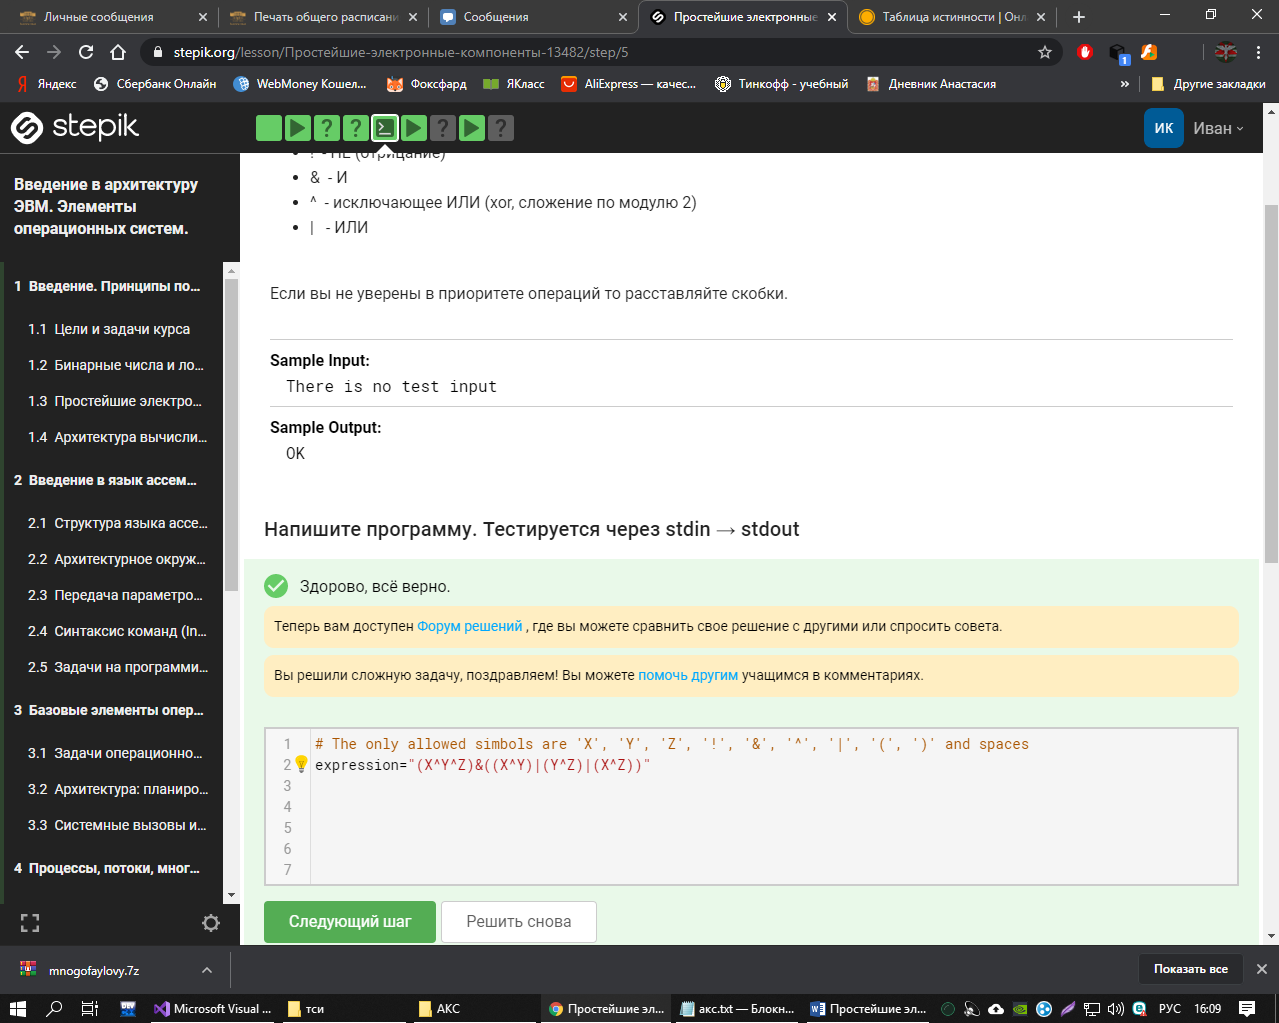 Личные сообщения
Печать общего расписани
Сообщения
Простейшие электронные
Таблица истинности | Онл
stepik.org/lesson/Простейшие-электронные-компоненты-13482/step/5
1
Яндекс
Сбербанк Онлайн
WebMoney Кошел...
Фоксфард
ЯКласс
AliExpress — качес...
Тинкофф - учебный
Дневник Анастасия
»
Другие закладки
stepik
ИК
Иван
Введение в архитектуру
ЭВМ. Элементы
операционных систем.
1 Введение. Принципы по...
1.1 Цели и задачи курса
1.2 Бинарные числа и ло...
1.3 Простейшие электро...
1.4 Архитектура вычисли...
2 Введение в язык ассем...
2.1 Структура языка ассе...
2.2 Архитектурное окруж...
2.3 Передача параметро...
2.4 Синтаксис команд (In...
2.5 Задачи на программи...
3 Базовые элементы опер...
3.1 Задачи операционно...
3.2 Архитектура: планиро...
3.3 Системные вызовы и...
4 Процессы, потоки, мног...
• ! - НЕ (отрицание)
• & - И
• ^ - исключающее ИЛИ (xor, сложение по модулю 2)
• | - ИЛИ
Если вы не уверены в приоритете операций то расставляйте скобки.
Sample Input:
There is no test input
Sample Output:
OK
Напишите программу. Тестируется через stdin → stdout
Здорово, всё верно.
Теперь вам доступен Форум решений , где вы можете сравнить свое решение с другими или спросить совета.
Вы решили сложную задачу, поздравляем! Вы можете помочь другим учащимся в комментариях.
1 # The only allowed simbols are 'X', 'Y', 'Z', '!', '&', '^', '|', '(', ')' and spaces
2 expression="(X^Y^Z)&((X^Y)|(Y^Z)|(X^Z))"
3
4
5
6
7
Следующий шаг
Решить снова
mnogofaylovy.7z
Показать все
Microsoft Visual ...
тси
АКС
Простейшие эл...
акс.txt — Блокн...
Простейшие эл...
РУС
16:09